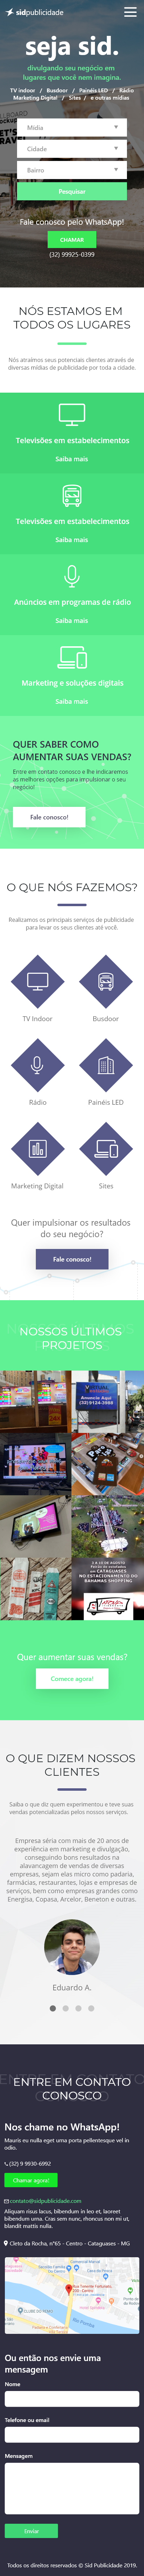 sidpublicidade
seja sid.
divulgando seu negócio em
lugares que você nem imagina.
TV indoor / Busdoor / Painéis LED / Rádio
Marketing Digital / Sites / e outras mídias
Mídia
Cidade
Bairro
Pesquisar
Fale conosco pelo WhatsApp!
CHAMAR
(32) 99925-0399
NÓS ESTAMOS EM
TODOS OS LUGARES
Nós atraímos seus potenciais clientes através de
diversas mídias de publicidade por toda a cidade.
Televisões em estabelecimentos
Saiba mais
Televisões em estabelecimentos
Saiba mais
Anúncios em programas de rádio
Saiba mais
Marketing e soluções digitais
Saiba mais
QUER SABER COMO
AUMENTAR SUAS VENDAS?
Entre em contato conosco e lhe indicaremos
as melhores opções para impulsionar o seu
negócio!
Fale conosco!
O QUE NÓS FAZEMOS?
Realizamos os principais serviços de publicidade
para levar os seus clientes até você.
TV Indoor
Busdoor
Rádio
Painéis LED
Marketing Digital
Sites
Quer impulsionar os resultados
do seu negócio?
Fale conosco!
NOSSOS ÚLTIMOS
PROJETOS
Anuncie Aqui
CATAGUASES
NO ESTACIONAMENTO DO
BAHAMAS SHOPPING
Quer aumentar suas vendas?
Comece agora!
O QUE DIZEM NOSSOS
CLIENTES
Saiba o que diz quem experimentou e teve suas
vendas potencializadas pelos nossos serviços.
Empresa séria com mais de 20 anos de
experiência em marketing e divulgação,
conseguindo bons resultados na
alavancagem de vendas de diversas
empresas, sejam elas micro como padaria,
farmácias, restaurantes, lojas e empresas de
serviços, bem como empresas grandes como
Energisa, Copasa, Arcelor, Beneton e outras.
Eduardo A.
ENTRE EM CONTATO
CONOSCO
Nos chame no WhatsApp!
Mauris eu nulla eget urna porta pellentesque vel in
odio.
(32) 9 9930-6992
Chamar agora!
contato@sidpublicidade.com
Aliquam risus lacus, bibendum in leo et, laoreet
bibendum urna. Cras sem nunc, rhoncus non mi ut,
blandit mattis nulla.
Cleto da Rocha, n°65 - Centro - Cataguases - MG
Ou então nos envie uma
mensagem
Nome
Telefone ou email
Mensagem
Enviar
Todos os direitos reservados © Sid Publicidade 2019.